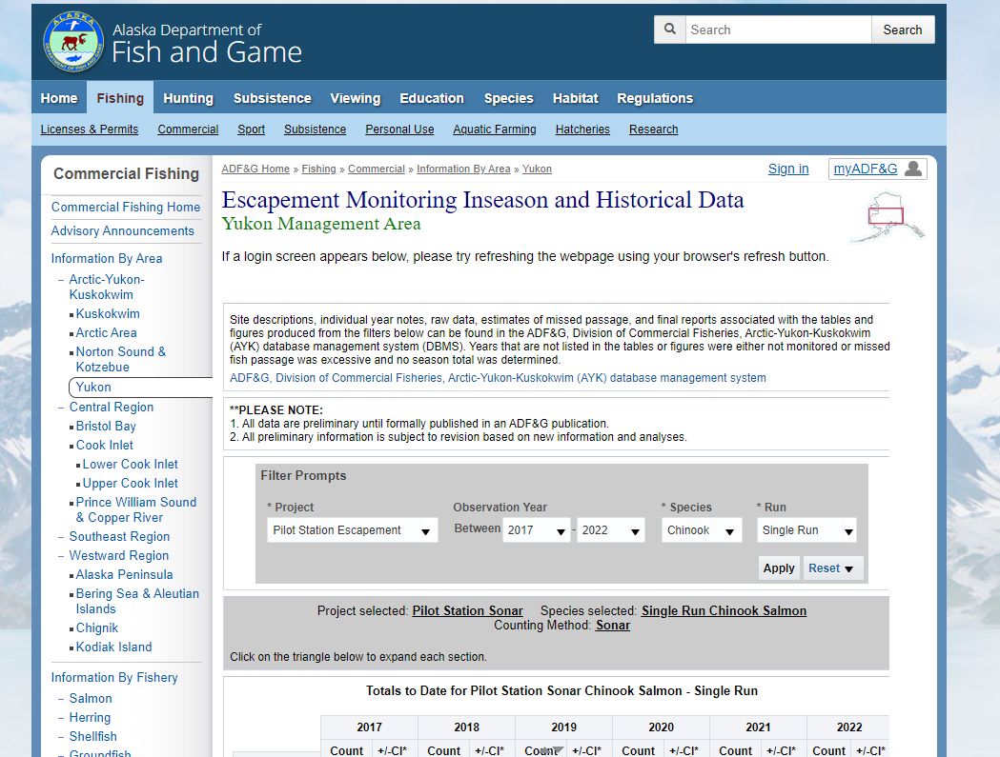 Alaska Department of
Fish and Game
Search
Search
Home Fishing Hunting Subsistence Viewing Education Species Habitat Regulations
Licenses & Permits Commercial Sport Subsistence Personal Use Aquatic Farming Hatcheries Research
Commercial Fishing
Commercial Fishing Home
Advisory Announcements
Information By Area
– Arctic-Yukon-
Kuskokwim
Kuskokwim
Arctic Area
Norton Sound &
Kotzebue
Yukon
– Central Region
Bristol Bay
Cook Inlet
Lower Cook Inlet
Upper Cook Inlet
Prince William Sound
& Copper River
– Southeast Region
– Westward Region
Alaska Peninsula
Bering Sea & Aleutian
Islands
Chignik
Kodiak Island
Information By Fishery
– Salmon
– Herring
– Shellfish
– Groundfish
ADF&G Home » Fishing » Commercial » Information By Area » Yukon
Sign in myADF&G
Escapement Monitoring Inseason and Historical Data
Yukon Management Area
If a login screen appears below, please try refreshing the webpage using your browser's refresh button.
Site descriptions, individual year notes, raw data, estimates of missed passage, and final reports associated with the tables and
figures produced from the filters below can be found in the ADF&G, Division of Commercial Fisheries, Arctic-Yukon-Kuskokwim
(AYK) database management system (DBMS). Years that are not listed in the tables or figures were either not monitored or missed
fish passage was excessive and no season total was determined.
ADF&G, Division of Commercial Fisheries, Arctic-Yukon-Kuskokwim (AYK) database management system
**PLEASE NOTE:
1. All data are preliminary until formally published in an ADF&G publication.
2. All preliminary information is subject to revision based on new information and analyses.
Filter Prompts
* Project Observation Year * Species * Run
Pilot Station Escapement Between 2017 - 2022 Chinook Single Run
Apply Reset
Project selected: Pilot Station Sonar Species selected: Single Run Chinook Salmon
Counting Method: Sonar
Click on the triangle below to expand each section.
Totals to Date for Pilot Station Sonar Chinook Salmon - Single Run
2017 2018 2019 2020 2021 2022
Count +/-CI* Count +/-CI* Count +/-CI* Count +/-CI* Count +/-CI* Count +/-CI*